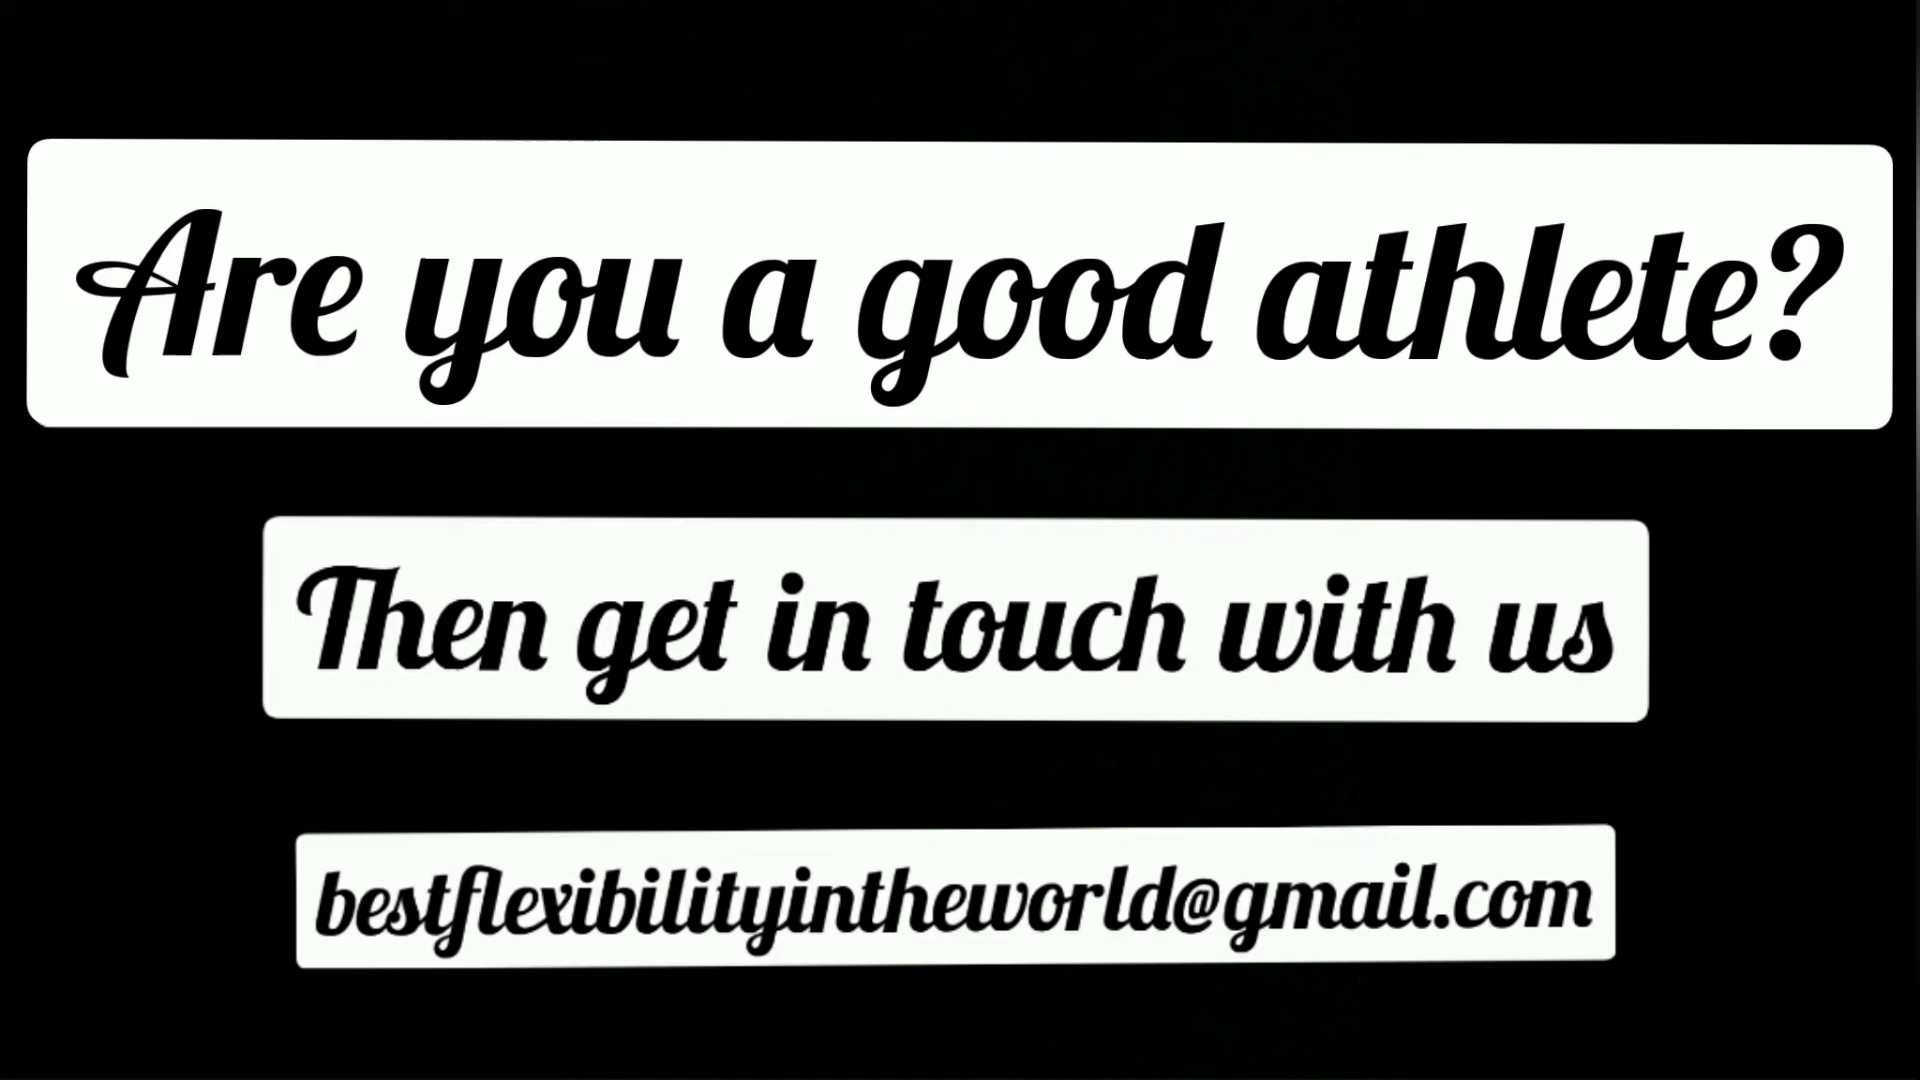 Are you a good athlete?
Then get in touch with us
bestflexibilityintheworld@gmail.com